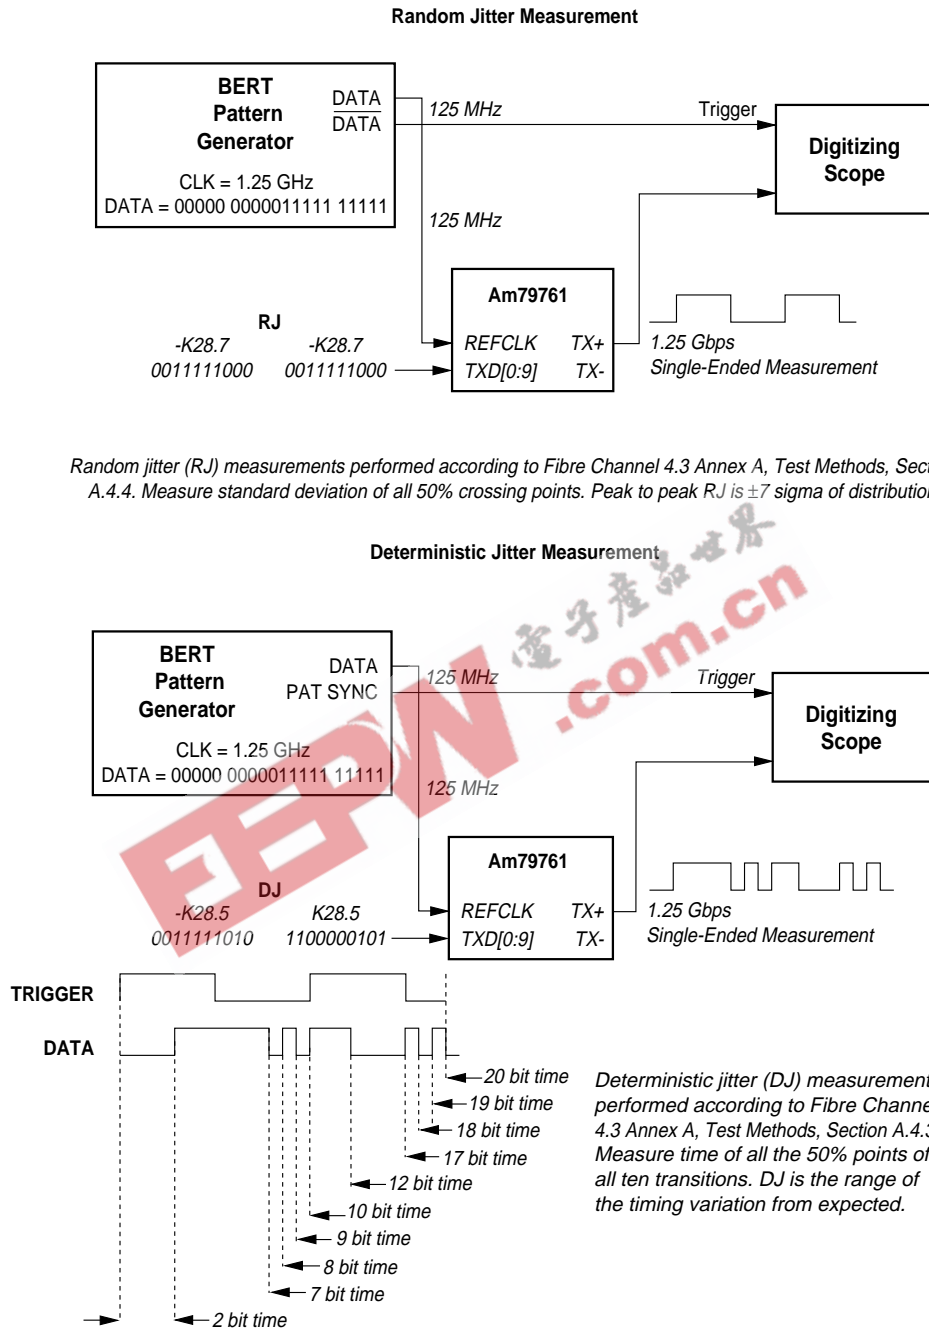 Random Jitter Measurement
BERT
Pattern
Generator
DATA
DATA
CLK = 1.25 GHz
DATA = 00000 0000011111 11111
125 MHz
Trigger
Digitizing
Scope
125 MHz
Am79761
REFCLK TX+
TXD[0:9] TX-
RJ
-K28.7 -K28.7
0011111000 0011111000
1.25 Gbps
Single-Ended Measurement
Random jitter (RJ) measurements performed according to Fibre Channel 4.3 Annex A, Test Methods, Sect
A.4.4. Measure standard deviation of all 50% crossing points. Peak to peak RJ is ±7 sigma of distribution
Deterministic Jitter Measurement
電子產品世界
EEPW.com.cn
BERT
Pattern
Generator
DATA
PAT SYNC
CLK = 1.25 GHz
DATA = 00000 0000011111 11111
125 MHz
Trigger
Digitizing
Scope
125 MHz
Am79761
REFCLK TX+
TXD[0:9] TX-
DJ
-K28.5 K28.5
0011111010 1100000101
1.25 Gbps
Single-Ended Measurement
TRIGGER
DATA
20 bit time
19 bit time
18 bit time
17 bit time
12 bit time
10 bit time
9 bit time
8 bit time
7 bit time
2 bit time
Deterministic jitter (DJ) measurement
performed according to Fibre Channe
4.3 Annex A, Test Methods, Section A.4.3
Measure time of all the 50% points of
all ten transitions. DJ is the range of
the timing variation from expected.